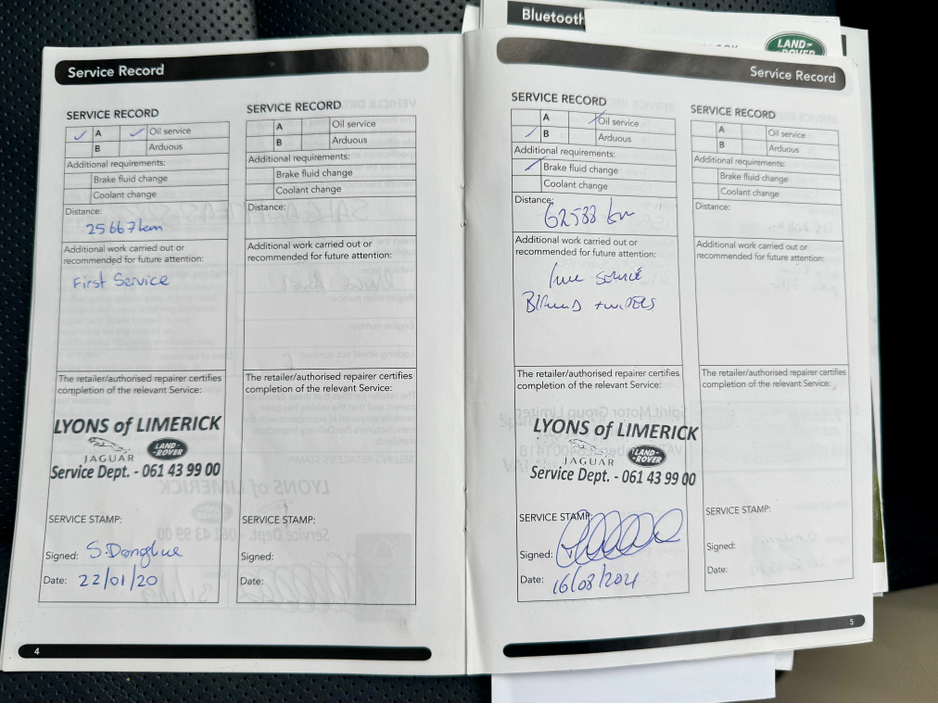 Bluetooth
LAND-
ROVER
Service Record
SERVICE RECORD
A Oil service
B Arduous
Additional requirements:
Brake fluid change
Coolant change
Distance:
25667km
Additional work carried out or
recommended for future attention:
First Service
The retailer/authorised repairer certifies
completion of the relevant Service:
LYONS of LIMERICK
JAGUAR
LAND-
ROVER
Service Dept. - 061 43 99 00
SERVICE STAMP:
Signed: S.Donoghue
Date: 22/01/20
4
SERVICE RECORD
A Oil service
B Arduous
Additional requirements:
Brake fluid change
Coolant change
Distance:
Additional work carried out or
recommended for future attention:
The retailer/authorised repairer certifies
completion of the relevant Service:
SERVICE STAMP:
Signed:
Date:
Service Record
SERVICE RECORD
A Oil service
B Arduous
Additional requirements:
Brake fluid change
Coolant change
Distance:
62538 km
Additional work carried out or
recommended for future attention:
service
The retailer/authorised repairer certifies
completion of the relevant Service:
LYONS of LIMERICK
JAGUAR
LAND-
ROVER
Service Dept. - 061 43 99 00
SERVICE STAMP:
Signed:
Date: 16/08/2021
SERVICE RECORD
A Oil service
B Arduous
Additional requirements:
Brake fluid change
Coolant change
Distance:
Additional work carried out or
recommended for future attention:
The retailer/authorised repairer certifies
completion of the relevant Service:
SERVICE STAMP:
Signed:
Date:
5